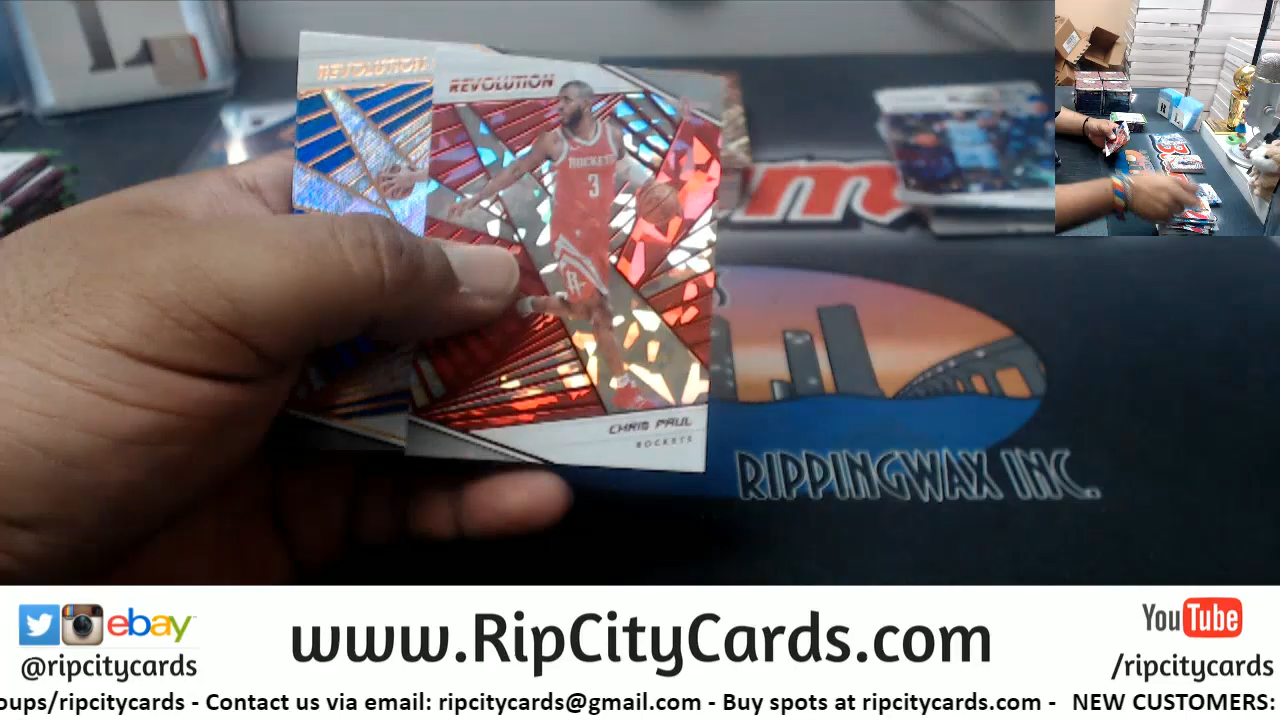 REVOLUTION
REVOLUTION
ROCKETS
3
R
CHRIS PAUL
ROCKETS
RIPPINGWAX INC.
ebay
@ripcitycards
www.RipCityCards.com
YouTube
/ripcitycards
oups/ripcitycards - Contact us via email: ripcitycards@gmail.com - Buy spots at ripcitycards.com - NEW CUSTOMERS: